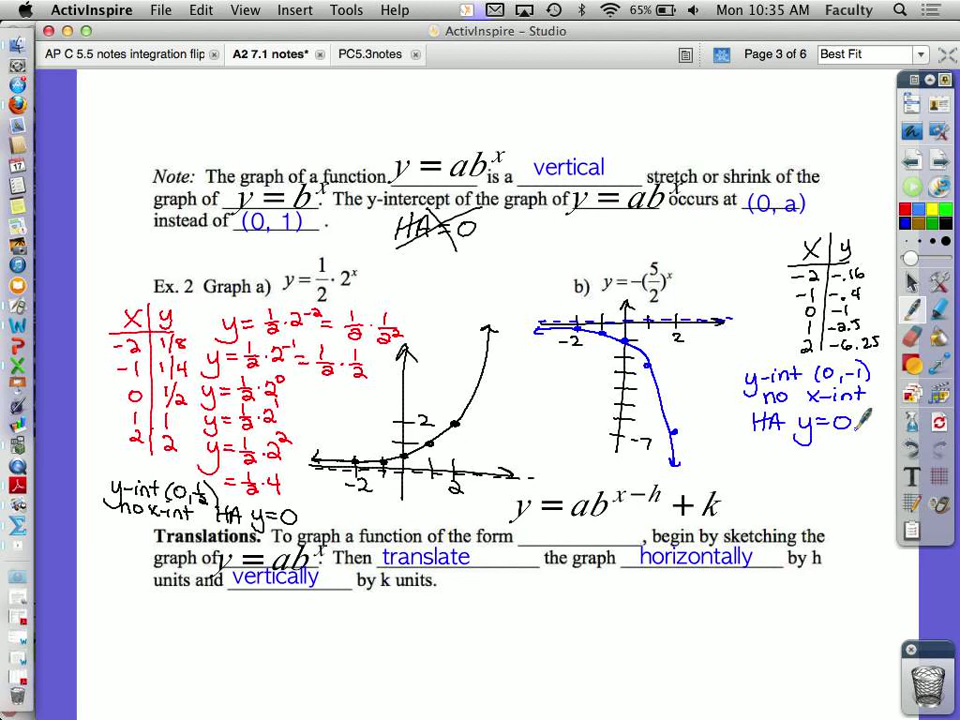 ActivInspire File Edit View Insert Tools Help 65% Mon 10:35 AM Faculty
ActivInspire - Studio
AP C 5.5 notes integration flip A2 7.1 notes* PC5.3notes Page 3 of 6 Best Fit
Note: The graph of a function y = ab^x is a vertical stretch or shrink of the
graph of y = b^x. The y-intercept of the graph of y = ab^x occurs at (0, a)
instead of (0, 1) .
HA = 0
Ex. 2 Graph a) y = 1/2 · 2^x
X y
-2 1/8
-1 1/4
0 1/2
1 1
2 2
y = 1/2 · 2^-2 = 1/2 · 1/2^2
y = 1/2 · 2^-1 = 1/2 · 1/2
y = 1/2 · 2^0
y = 1/2 · 2^1
y = 1/2 · 2^2
= 1/2 · 4
y-int (0, 1/2)
no x-int HA y=0
2
-2 2
b) y = -(5/2)^x
-2 2
-7
X y
-2 -.16
-1 -.4
0 -1
1 -2.5
2 -6.25
y-int (0,-1)
no x-int
HA y=0
y = ab^x-h + k
Translations. To graph a function of the form , begin by sketching the
graph of y = ab^x. Then translate the graph horizontally by h
units and vertically by k units.